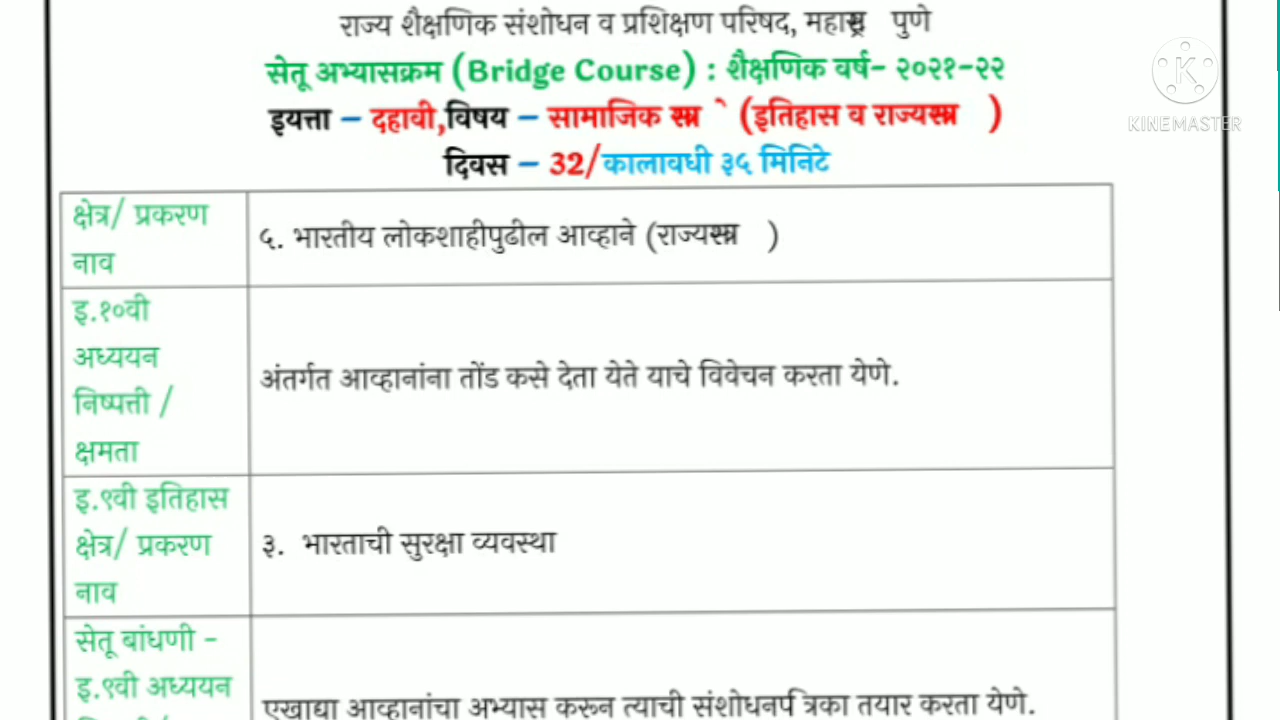 राज्य शैक्षणिक संशोधन व प्रशिक्षण परिषद, पुणे
सेतू अभ्यासक्रम (Bridge Course) : शैक्षणिक वर्ष- २०२१-२२
इयत्ता – दहावी,विषय – सामाजिक (इतिहास व )
दिवस – 32/कालावधी ३५ मिनिटे
K
KINEMASTER
क्षेत्र/ प्रकरण
नाव
५. भारतीय लोकशाहीपुढील आव्हाने ( )
इ.१०वी
अध्ययन
निष्पत्ती /
क्षमता
अंतर्गत आव्हानांना तोंड कसे देता येते याचे विवेचन करता येणे.
इ.९वी इतिहास
क्षेत्र/ प्रकरण
नाव
३. भारताची सुरक्षा व्यवस्था
सेतू बांधणी -
इ.९वी अध्ययन
एखाद्या आव्हानांचा अभ्यास करून त्याची संशोधनपत्रिका तयार करता येणे.